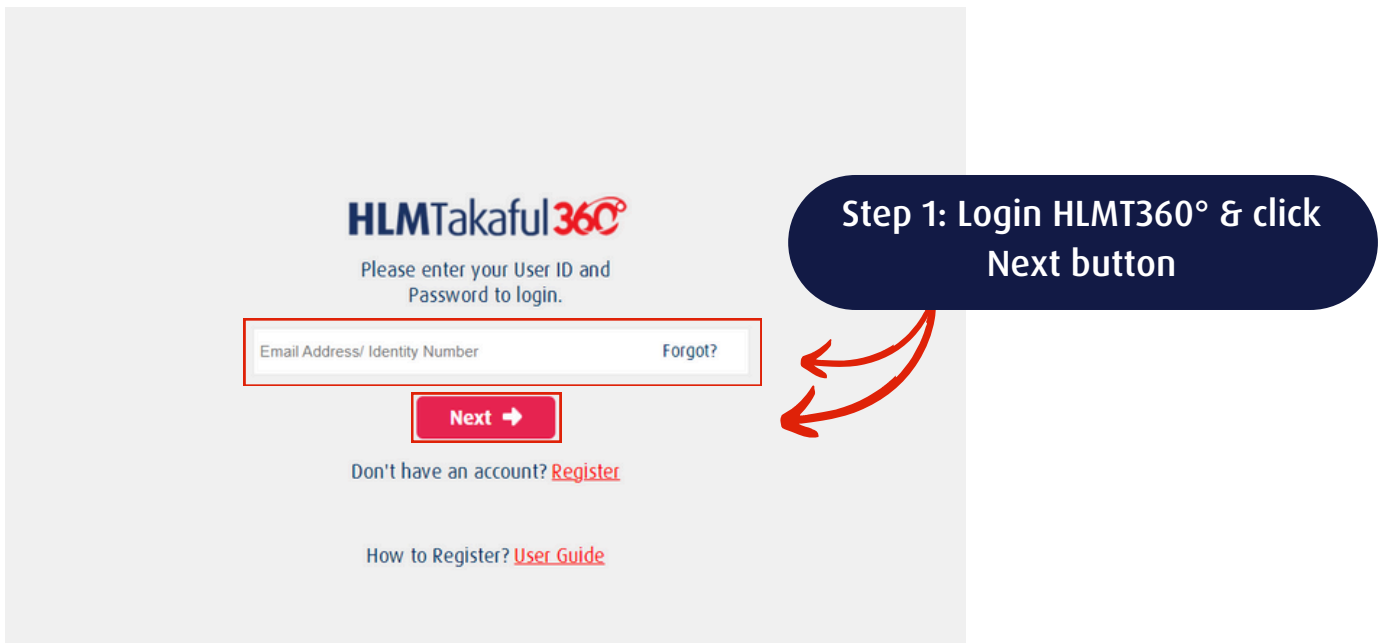 HLMTakaful360°
Please enter your User ID and
Password to login.
Email Address/ Identity Number Forgot?
Next
Don't have an account? Register
How to Register? User Guide
Step 1: Login HLMT360° & click
Next button